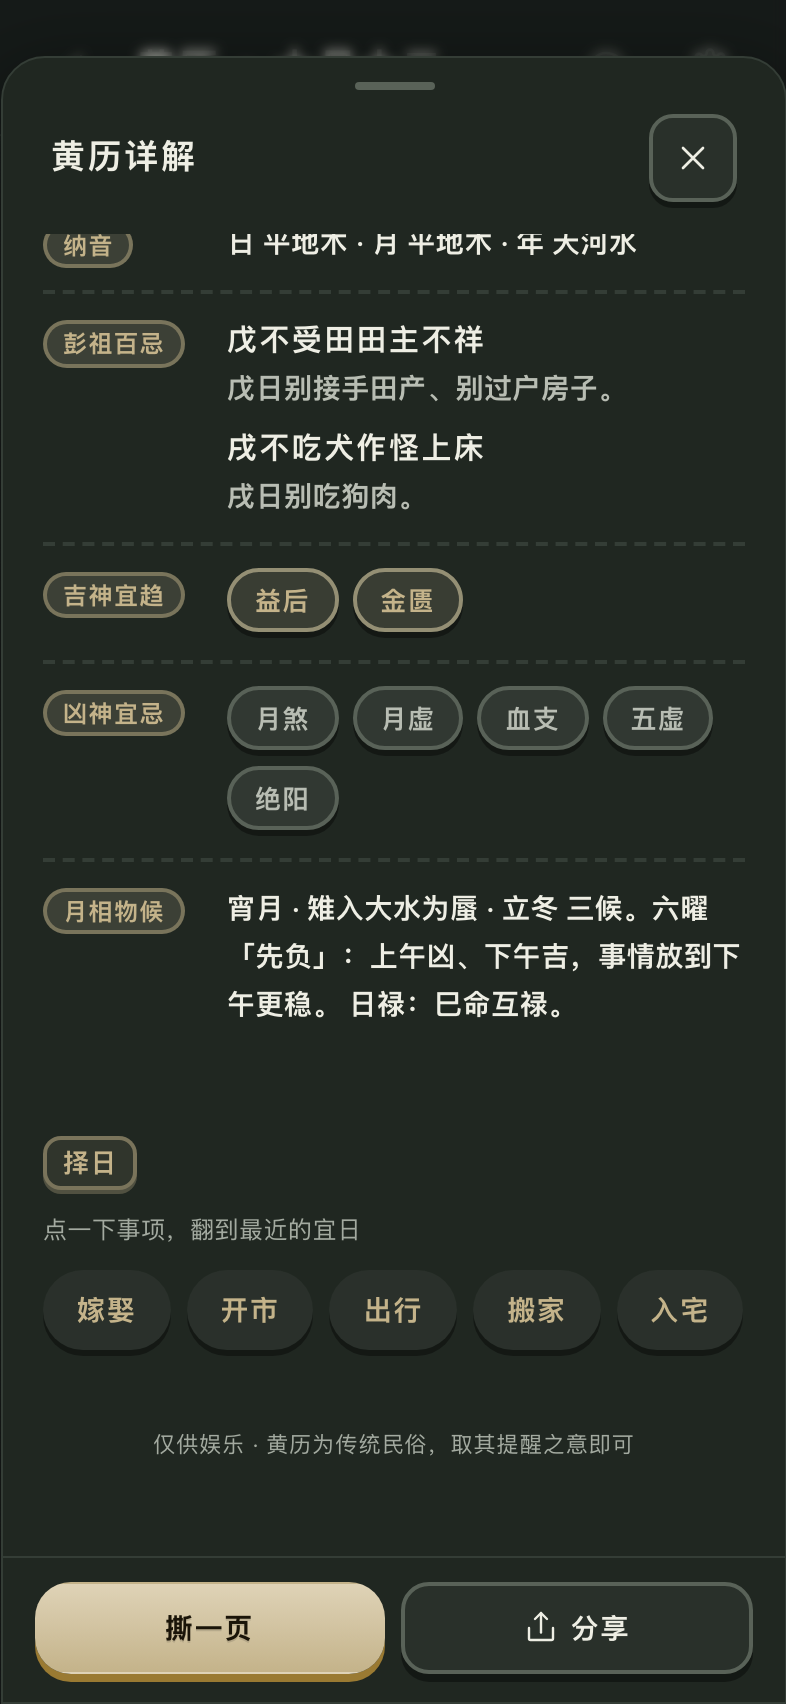 黄历详解
纳音
日 平地木 · 月 平地木 · 年 天河水
彭祖百忌
戊不受田田主不祥
戊日别接手田产、别过户房子。
戌不吃犬作怪上床
戌日别吃狗肉。
吉神宜趋
益后 金匮
凶神宜忌
月煞 月虚 血支 五虚
绝阳
月相物候
宵月 · 雉入大水为蜃 · 立冬 三候。六曜
「先负」：上午凶、下午吉，事情放到下
午更稳。 日禄：巳命互禄。
择日
点一下事项，翻到最近的宜日
嫁娶 开市 出行 搬家 入宅
仅供娱乐 · 黄历为传统民俗，取其提醒之意即可
撕一页 分享